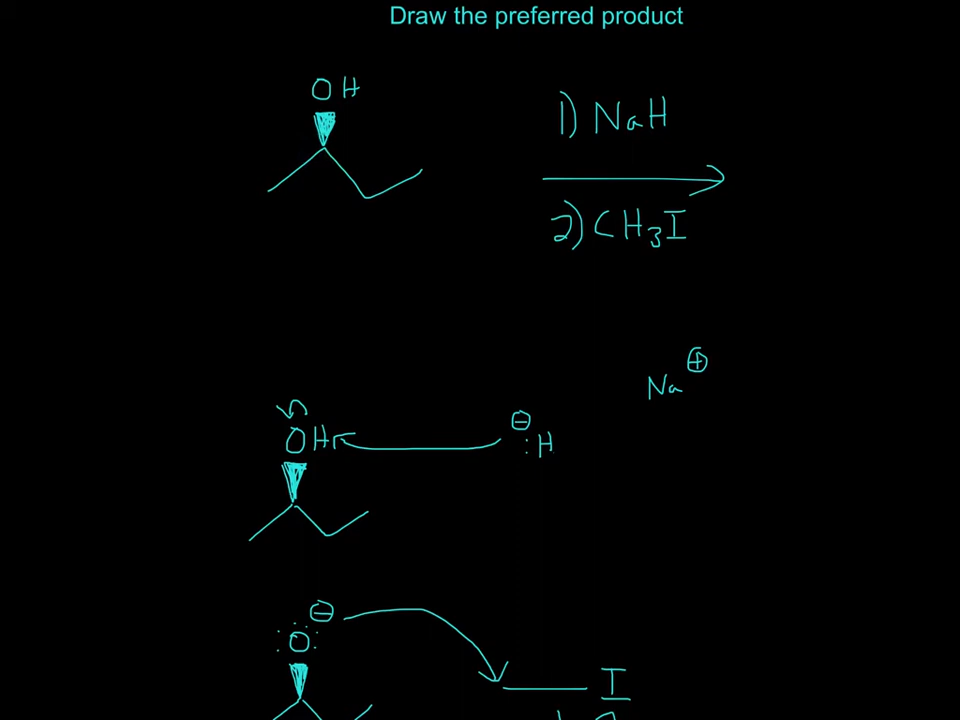 Draw the preferred product
OH
1) NaH
2) CH3I
Na⊕
⊖
OH :H
⊖
:Ö:
I